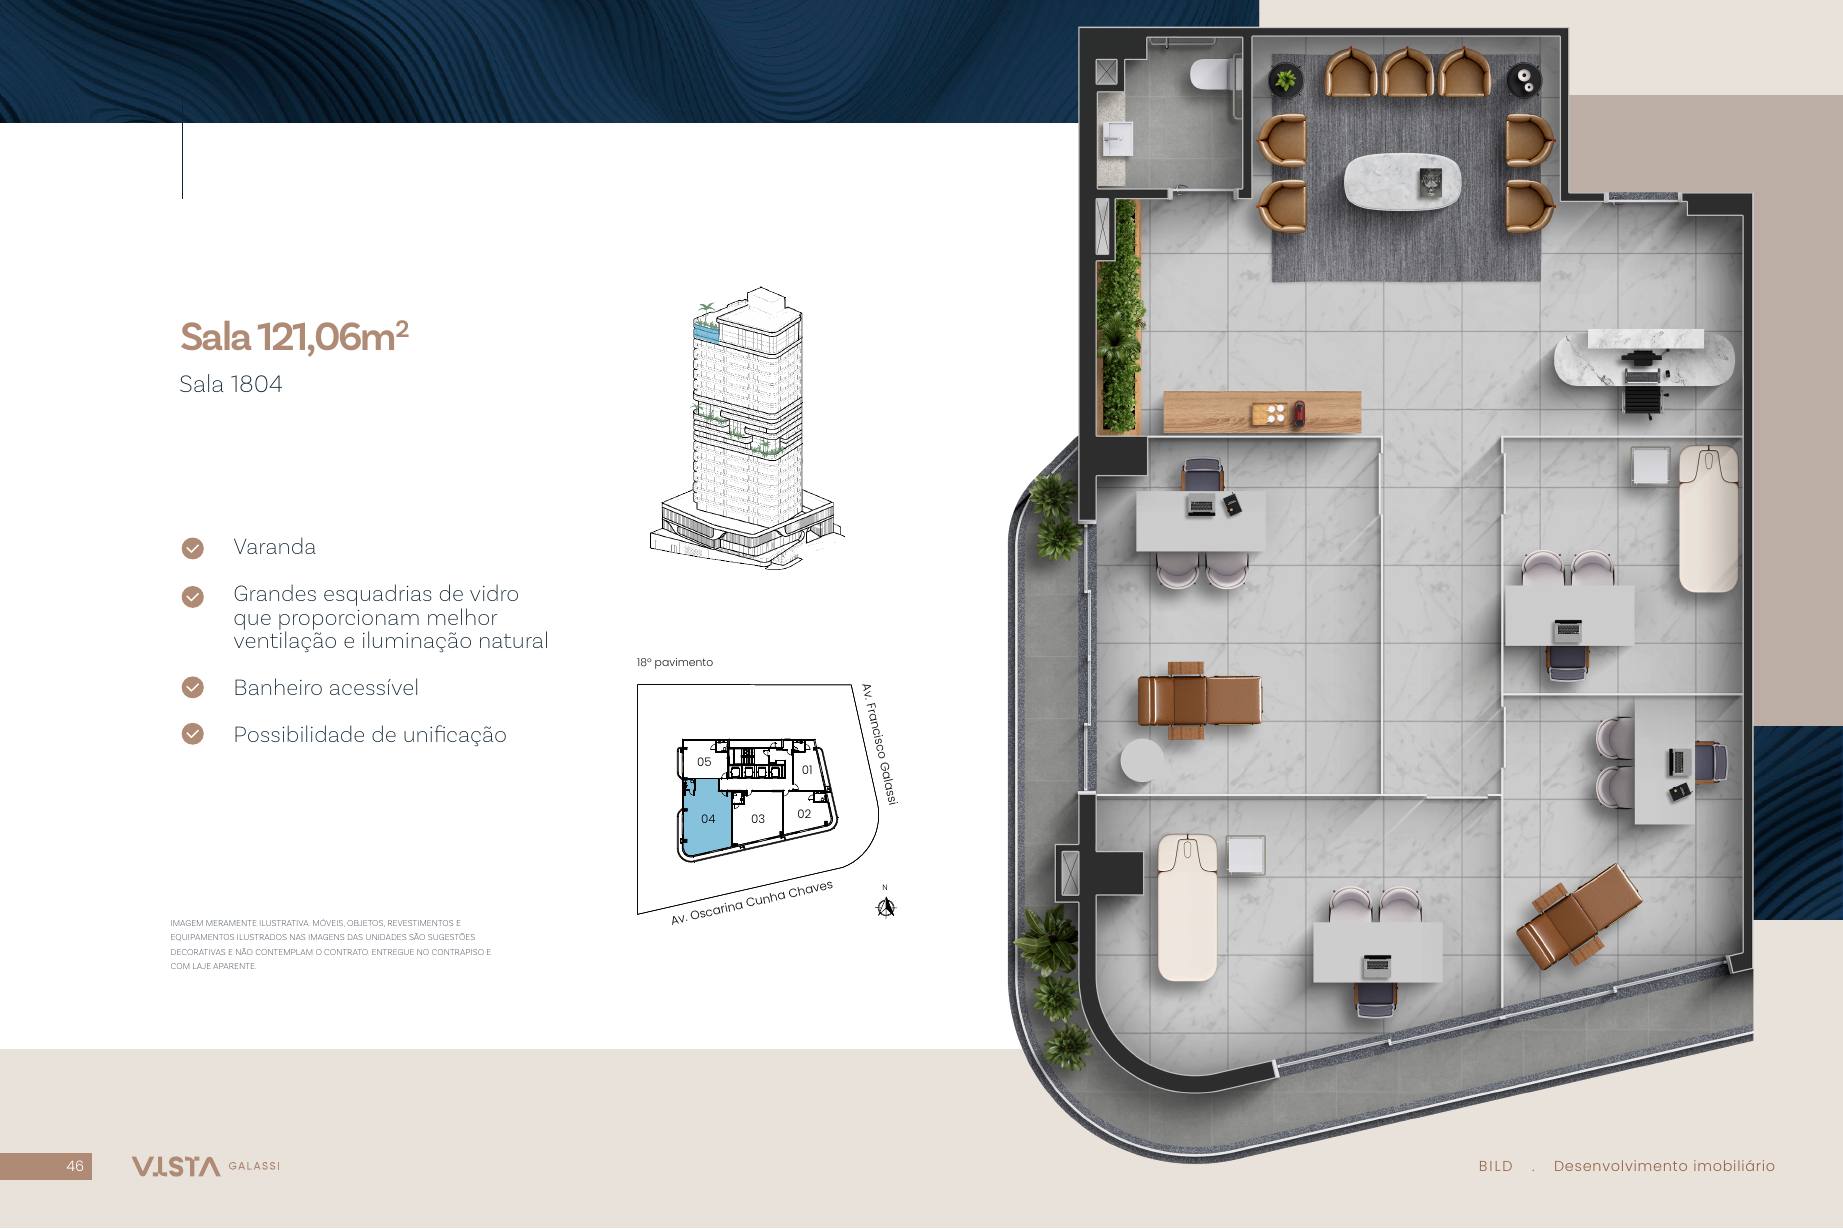 Sala 121,06m²
Sala 1804
Varanda
Grandes esquadrias de vidro
que proporcionam melhor
ventilação e iluminação natural
Banheiro acessível
Possibilidade de unificação
18º pavimento
Av. Francisco Galassi
05
01
04
03
02
Av. Oscarina Cunha Chaves
N
IMAGEM MERAMENTE ILUSTRATIVA. MÓVEIS, OBJETOS, REVESTIMENTOS E
EQUIPAMENTOS ILUSTRADOS NAS IMAGENS DAS UNIDADES SÃO SUGESTÕES
DECORATIVAS E NÃO CONTEMPLAM O CONTRATO. ENTREGUE NO CONTRAPISO E
COM LAJE APARENTE.
46
VISTA GALASSI
BILD . Desenvolvimento imobiliário